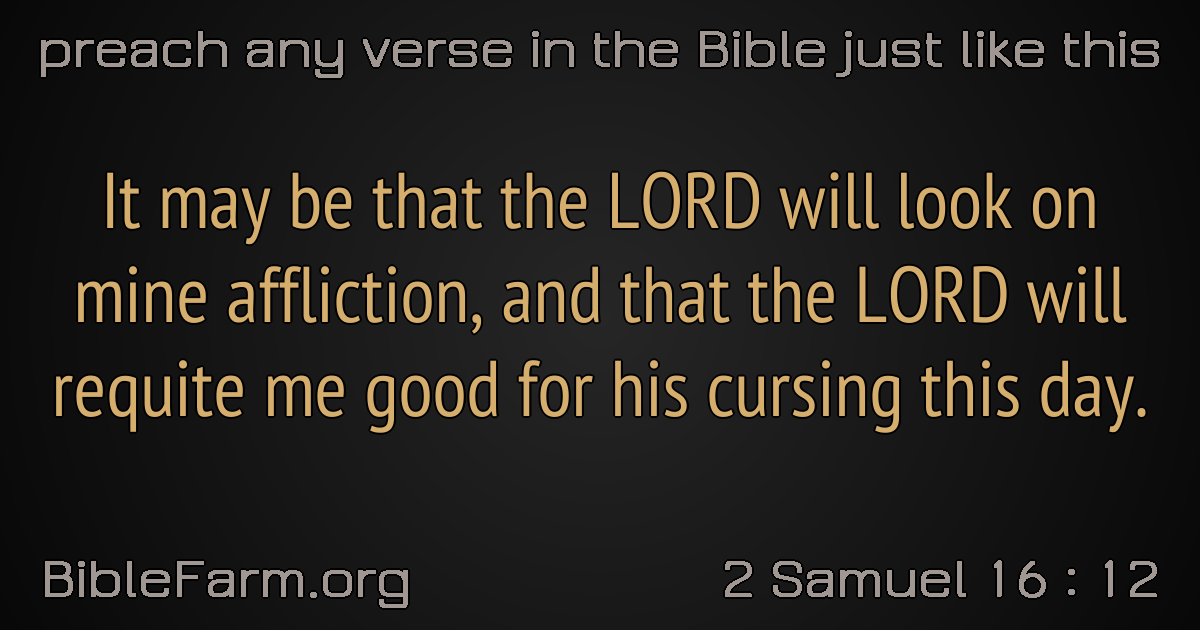 preach any verse in the Bible just like this
It may be that the LORD will look on
mine affliction, and that the LORD will
requite me good for his cursing this day.
BibleFarm.org
2 Samuel 16 : 12